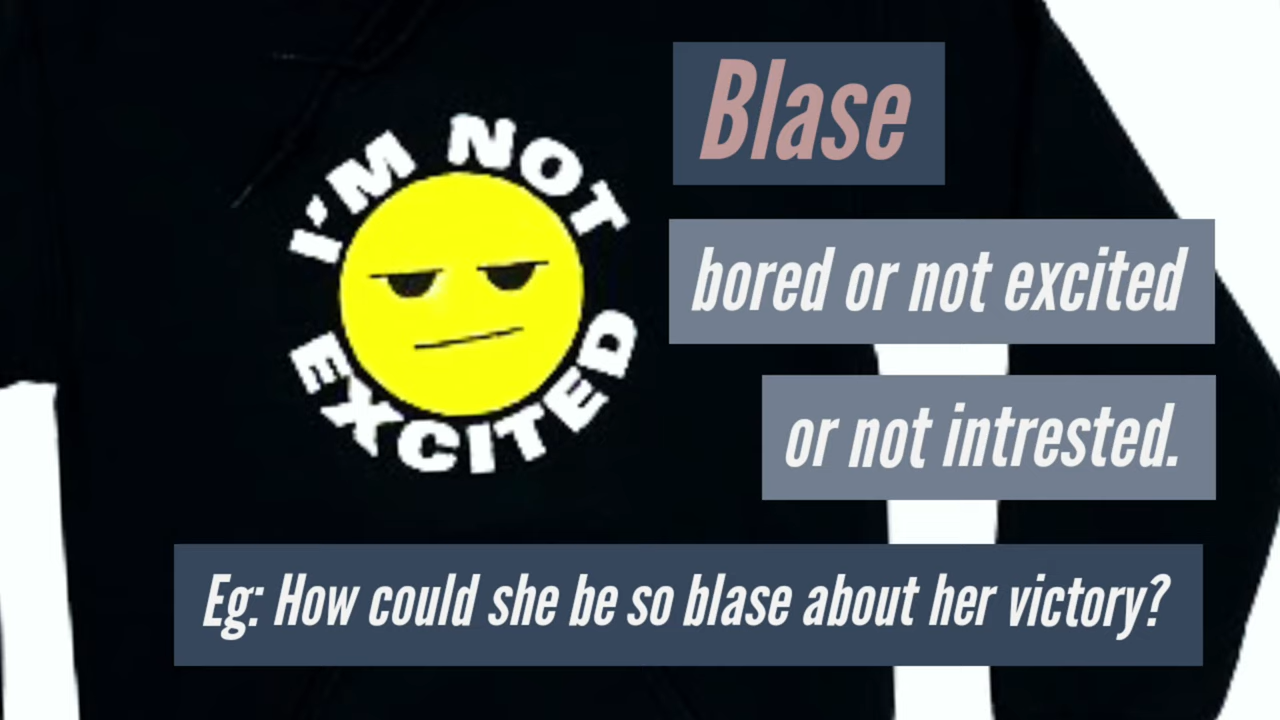 I'M NOT
EXCITED
Blase
bored or not excited
or not intrested.
Eg: How could she be so blase about her victory?